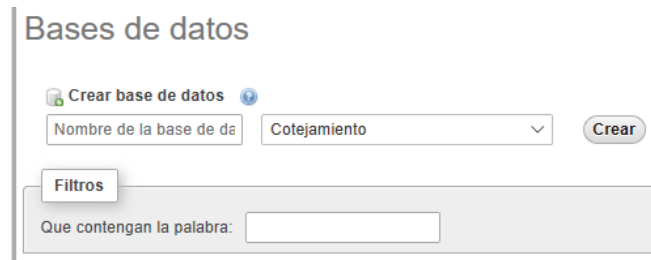 Bases de datos
Crear base de datos
Nombre de la base de da
Cotejamiento
Crear
Filtros
Que contengan la palabra: